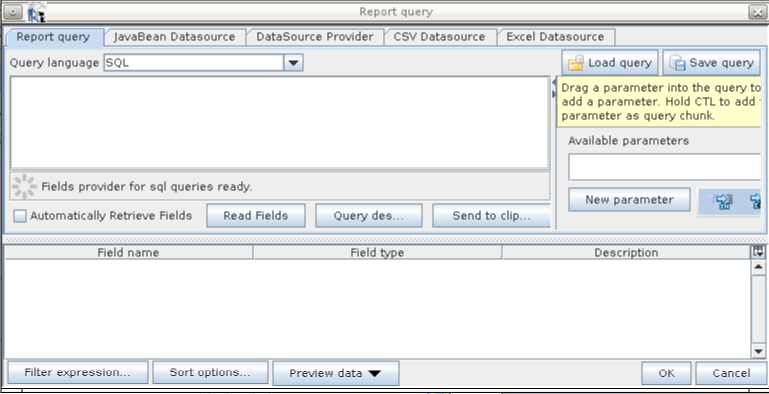 Report query
Report query JavaBean Datasource DataSource Provider CSV Datasource Excel Datasource
Query language SQL Load query Save query
Drag a parameter into the query to
add a parameter. Hold CTL to add
parameter as query chunk.
Available parameters
Fields provider for sql queries ready.
New parameter
Automatically Retrieve Fields Read Fields Query des... Send to clip...
Field name Field type Description
Filter expression... Sort options... Preview data OK Cancel